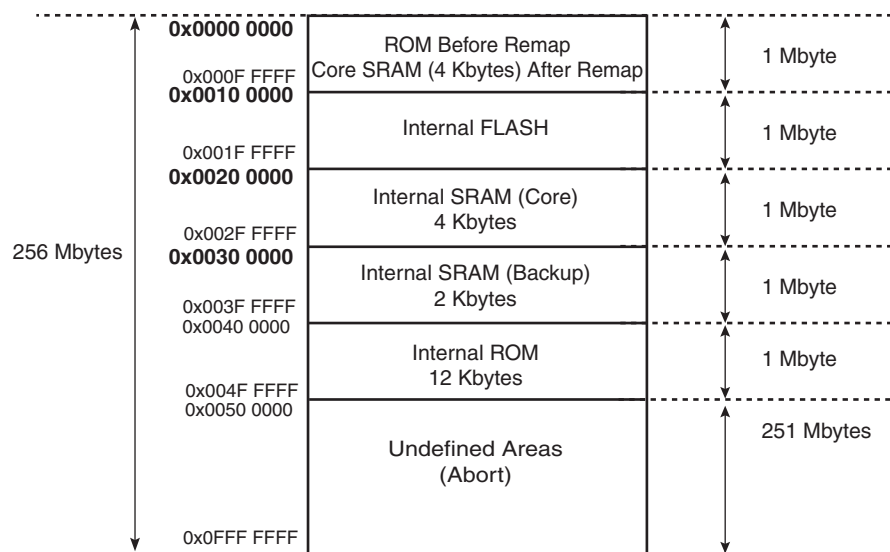 0x0000 0000
ROM Before Remap
Core SRAM (4 Kbytes) After Remap
1 Mbyte
0x000F FFFF
0x0010 0000
Internal FLASH
1 Mbyte
0x001F FFFF
0x0020 0000
Internal SRAM (Core)
4 Kbytes
1 Mbyte
0x002F FFFF
256 Mbytes
0x0030 0000
Internal SRAM (Backup)
2 Kbytes
1 Mbyte
0x003F FFFF
0x0040 0000
Internal ROM
12 Kbytes
1 Mbyte
0x004F FFFF
0x0050 0000
251 Mbytes
Undefined Areas
(Abort)
0x0FFF FFFF